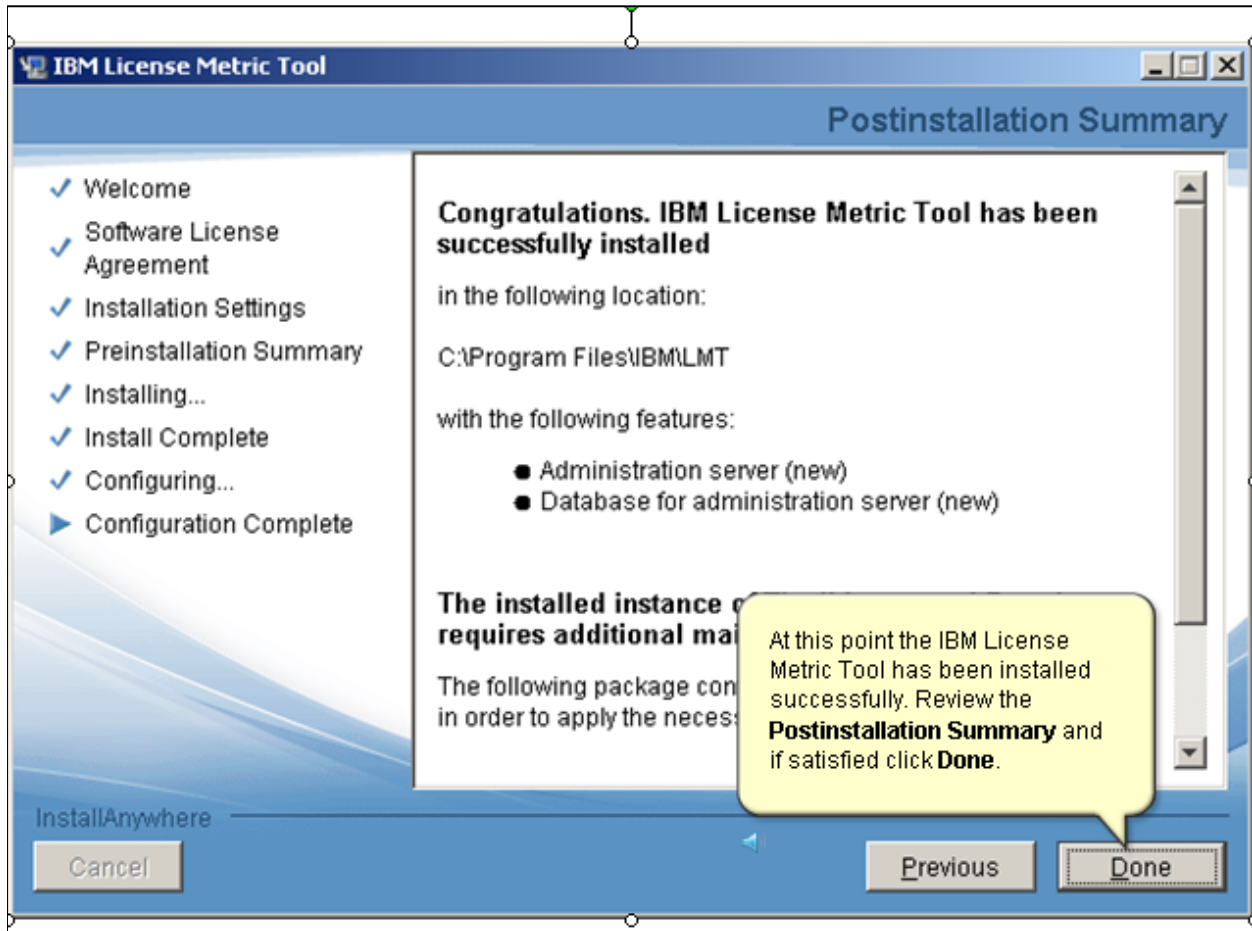 IBM License Metric Tool
Postinstallation Summary
Welcome
Software License
Agreement
Installation Settings
Preinstallation Summary
Installing...
Install Complete
Configuring...
Configuration Complete
Congratulations. IBM License Metric Tool has been
successfully installed
in the following location:
C:\Program Files\IBM\LMT
with the following features:
Administration server (new)
Database for administration server (new)
The installed instance
requires additional
The following package
in order to apply the
At this point the IBM License
Metric Tool has been installed
successfully. Review the
Postinstallation Summary and
if satisfied click Done.
InstallAnywhere
Cancel
Previous
Done